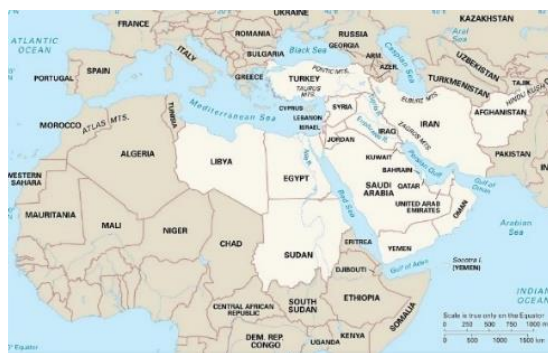 UKRAINE
KAZAKHSTAN
FRANCE
ATLANTIC
OCEAN
ROMANIA
RUSSIA
Aral
Sea
ITALY
BULGARIA
Black Sea
GEORGIA
Caspian
Sea
UZBEKISTAN
PORTUGAL
SPAIN
GREECE
ARM.
AZER.
TAJIK
TURKEY
PONTIC MTS.
TURKMENISTAN
TAURUS
MTS.
ELBURZ MTS.
HINDU KUSH
Mediterranean Sea
CYPRUS
SYRIA
LEBANON
ISRAEL
IRAQ
IRAN
AFGHANISTAN
ZAGROS MTS.
MOROCCO
ATLAS MTS.
TUNISIA
JORDAN
PAKISTAN
ALGERIA
LIBYA
EGYPT
KUWAIT
Persian Gulf
WESTERN
SAHARA
BAHRAIN
SAUDI
ARABIA
QATAR
Gulf of
Oman
UNITED ARAB
EMIRATES
OMAN
Arabian
Sea
Red Sea
MAURITANIA
MALI
NIGER
CHAD
SUDAN
ERITREA
YEMEN
Socotra I.
(YEMEN)
Gulf of Aden
DJIBOUTI
ETHIOPIA
SOMALIA
INDIAN
OCEAN
CENTRAL AFRICAN
REPUBLIC
SOUTH
SUDAN
Scale is true only on the Equator
0 250 500 1000 mi
0 500 1500 km
DEM. REP.
CONGO
UGANDA
KENYA
0° Equator